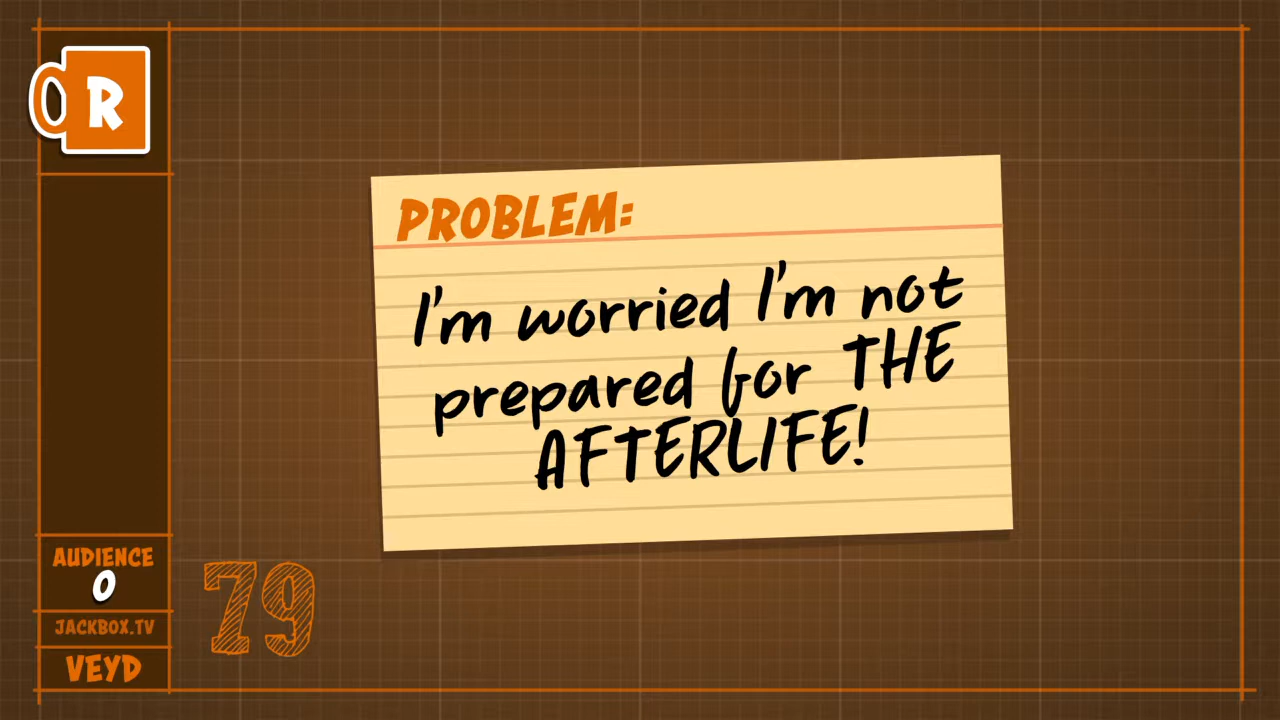 R
PROBLEM:
I'm worried I'm not
prepared for THE
AFTERLIFE!
AUDIENCE
0
JACKBOX.TV
VEYD
79